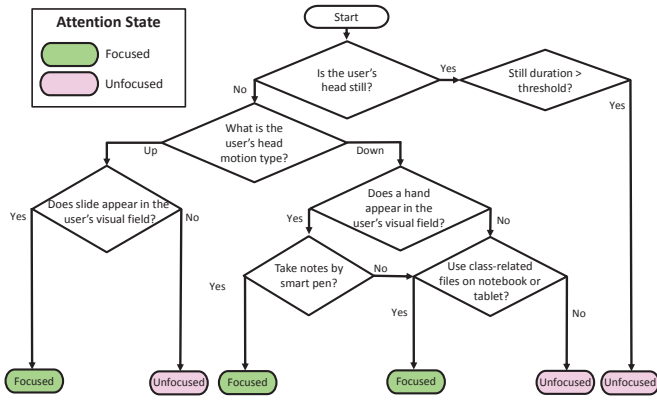 Attention State
Focused
Unfocused
Start
Is the user's
head still?
Yes
No
Still duration >
threshold?
Yes
What is the
user's head
motion type?
Up
Down
Does slide appear in the
user's visual field?
Yes
No
Does a hand
appear in the
user's visual field?
Yes
No
Take notes by
smart pen?
Yes
No
Use class-related
files on notebook or
tablet?
Yes
No
Focused
Unfocused
Focused
Focused
Unfocused
Unfocused